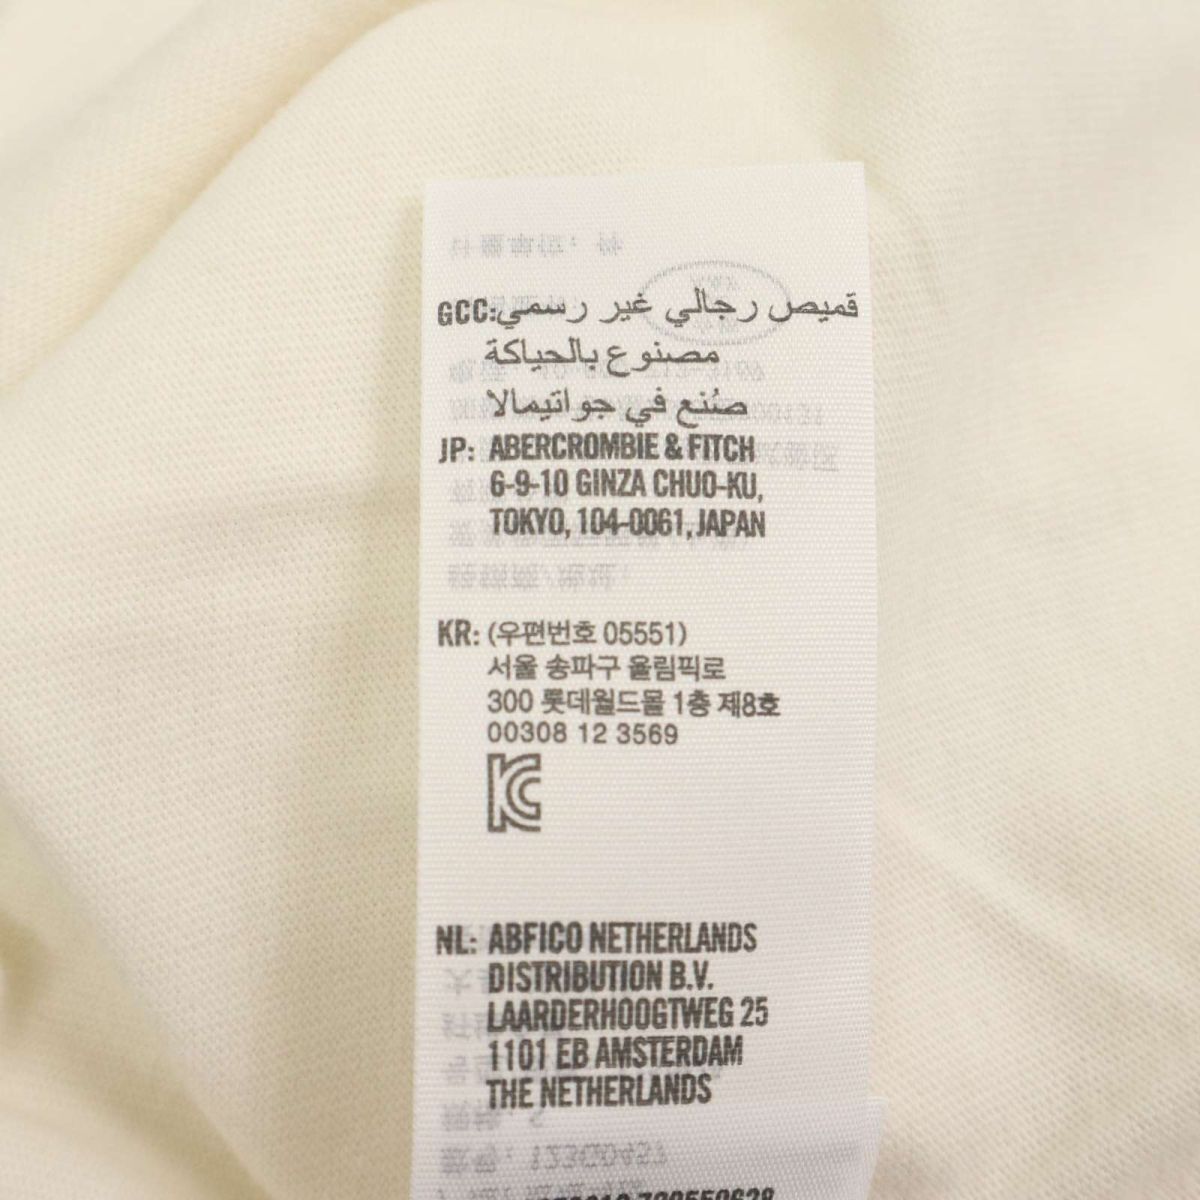 GCC: قميص رجالي غير رسمي
مصنوع بالحياكة
صُنع في جواتيمالا
JP: ABERCROMBIE & FITCH
6-9-10 GINZA CHUO-KU,
TOKYO, 104-0061, JAPAN
KR: (우편번호 05551)
서울 송파구 올림픽로
300 롯데월드몰 1층 제8호
00308 12 3569
KC
NL: ABFICO NETHERLANDS
DISTRIBUTION B.V.
LAARDERHOOGTWEG 25
1101 EB AMSTERDAM
THE NETHERLANDS